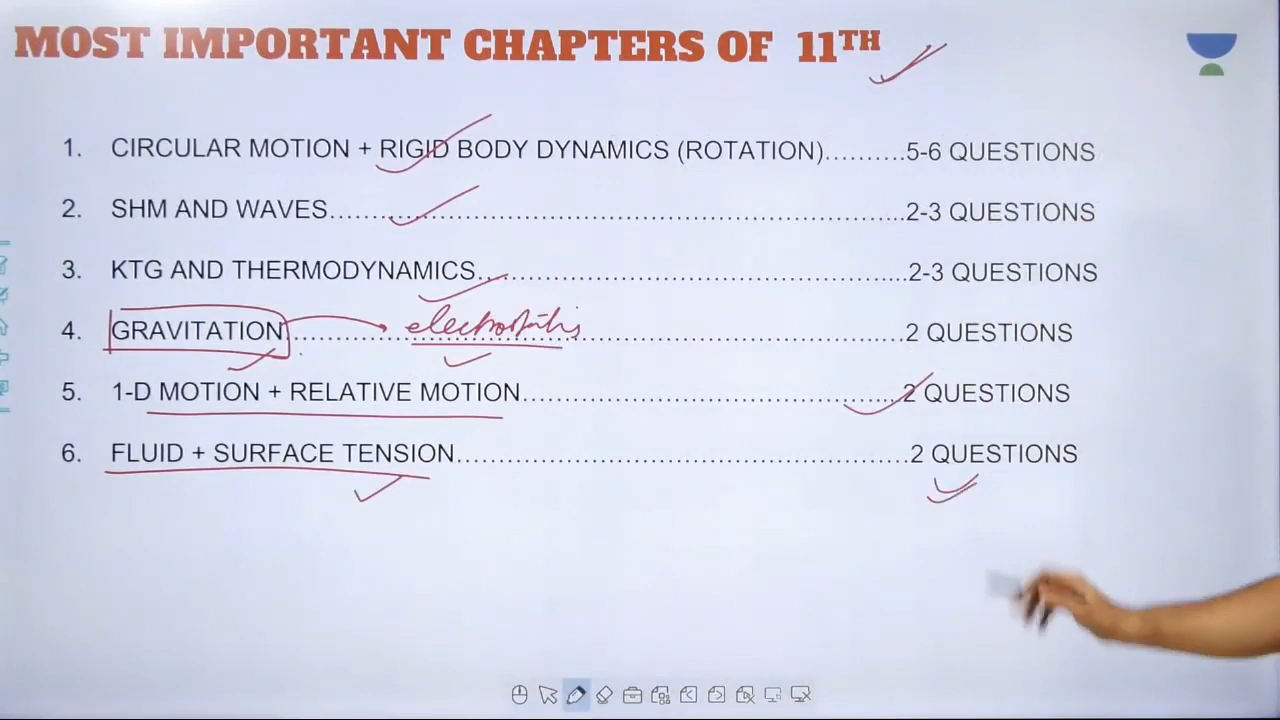 MOST IMPORTANT CHAPTERS OF 11TH
1. CIRCULAR MOTION + RIGID BODY DYNAMICS (ROTATION)..........5-6 QUESTIONS
2. SHM AND WAVES..........2-3 QUESTIONS
3. KTG AND THERMODYNAMICS..........2-3 QUESTIONS
4. GRAVITATION electrostatics..........2 QUESTIONS
5. 1-D MOTION + RELATIVE MOTION..........2 QUESTIONS
6. FLUID + SURFACE TENSION..........2 QUESTIONS